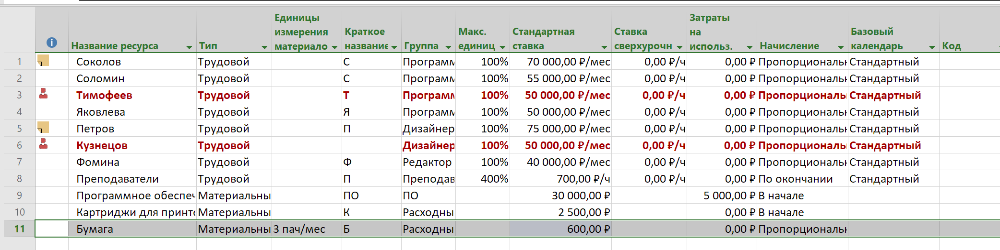 Название ресурса Тип Единицы измерения материало Краткое название Группа Макс. единиц Стандартная ставка Ставка сверхурочн Затраты на использ. Начисление Базовый календарь Код
1 Соколов Трудовой С Программ 100% 70 000,00 ₽/мес 0,00 ₽/ч 0,00 ₽ Пропорциональн Стандартный
2 Соломин Трудовой С Программ 100% 55 000,00 ₽/мес 0,00 ₽/ч 0,00 ₽ Пропорциональн Стандартный
3 Тимофеев Трудовой Т Программ 100% 50 000,00 ₽/мес 0,00 ₽/ч 0,00 ₽ Пропорциональ Стандартный
4 Яковлева Трудовой Я Программ 100% 50 000,00 ₽/мес 0,00 ₽/ч 0,00 ₽ Пропорциональн Стандартный
5 Петров Трудовой П Дизайнер 100% 75 000,00 ₽/мес 0,00 ₽/ч 0,00 ₽ Пропорциональн Стандартный
6 Кузнецов Трудовой Дизайнер 100% 50 000,00 ₽/мес 0,00 ₽/ч 0,00 ₽ Пропорциональ Стандартный
7 Фомина Трудовой Ф Редактор 100% 40 000,00 ₽/мес 0,00 ₽/ч 0,00 ₽ Пропорциональн Стандартный
8 Преподаватели Трудовой П Преподав 400% 700,00 ₽/ч 0,00 ₽/ч 0,00 ₽ По окончании Стандартный
9 Программное обеспеч Материальны ПО ПО 30 000,00 ₽ 5 000,00 ₽ В начале
10 Картриджи для принте Материальны К Расходны 2 500,00 ₽ 0,00 ₽ В начале
11 Бумага Материальны 3 пач/мес Б Расходны 600,00 ₽ 0,00 ₽ Пропорциональн